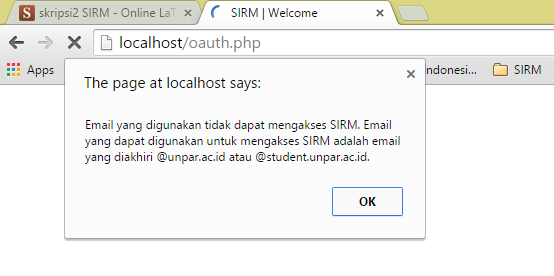 skripsi2 SIRM - Online LaT
SIRM | Welcome
localhost/oauth.php
Apps
ndonesi...
SIRM
The page at localhost says:
Email yang digunakan tidak dapat mengakses SIRM. Email
yang dapat digunakan untuk mengakses SIRM adalah email
yang diakhiri @unpar.ac.id atau @student.unpar.ac.id.
OK